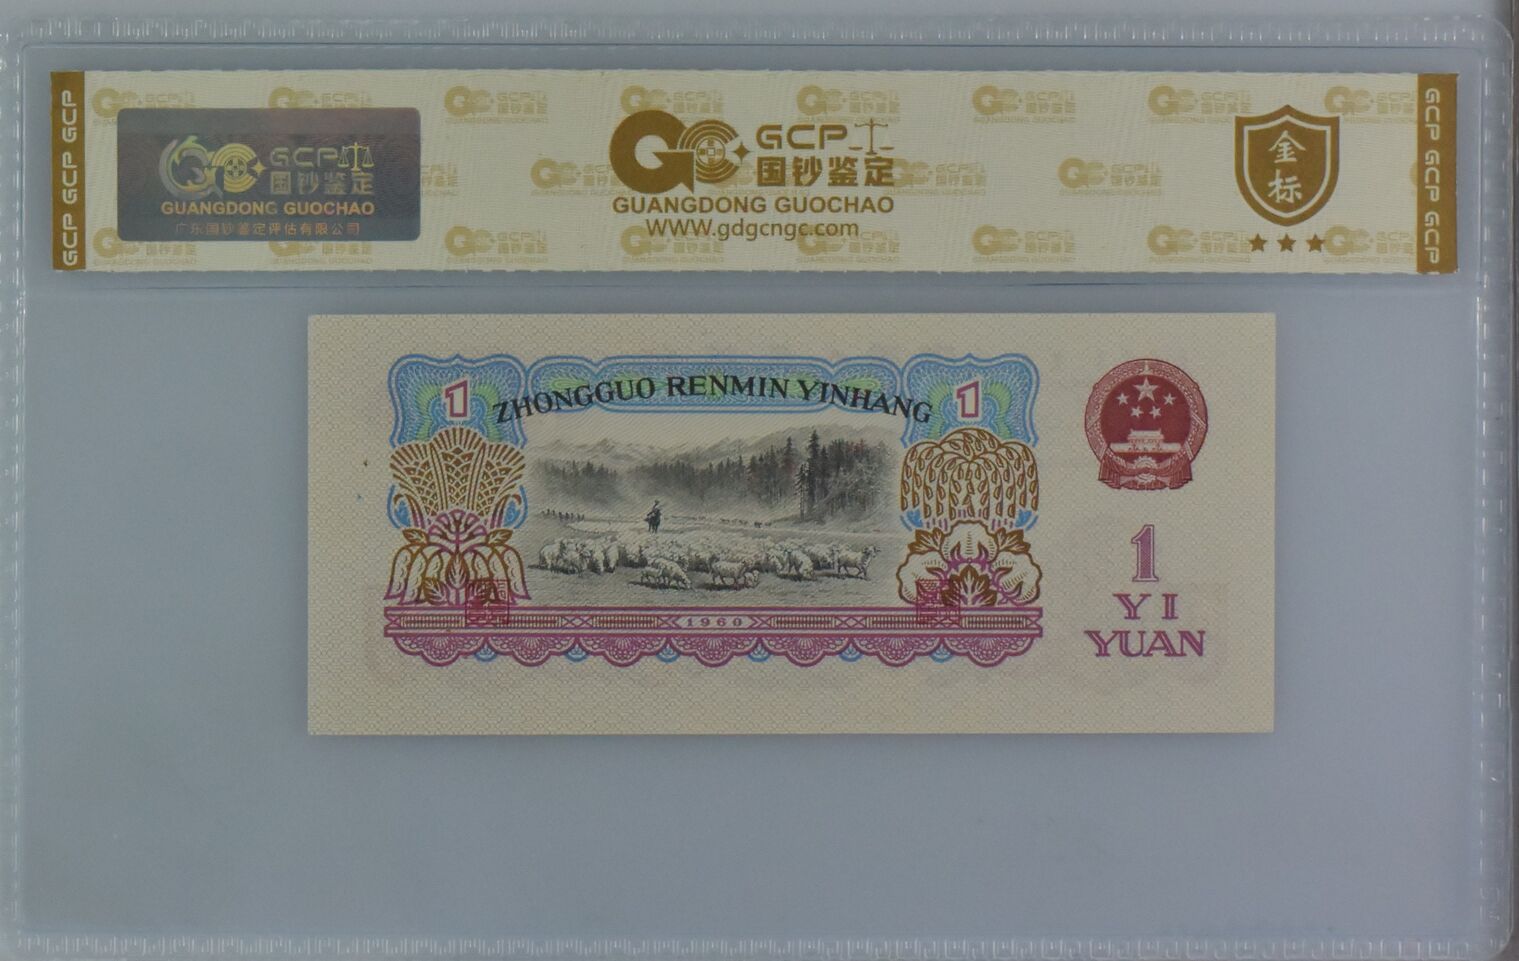 GCP GCP GCP
GCP
国钞鉴定
GUANGDONG GUOCHAO
广东国钞鉴定评估有限公司
GCP
国钞鉴定
GUANGDONG GUOCHAO
WWW.gdgcngc.com
金
标
GCP GCP GCP
1
ZHONGGUO RENMIN YINHANG
1
1960
1
YI
YUAN